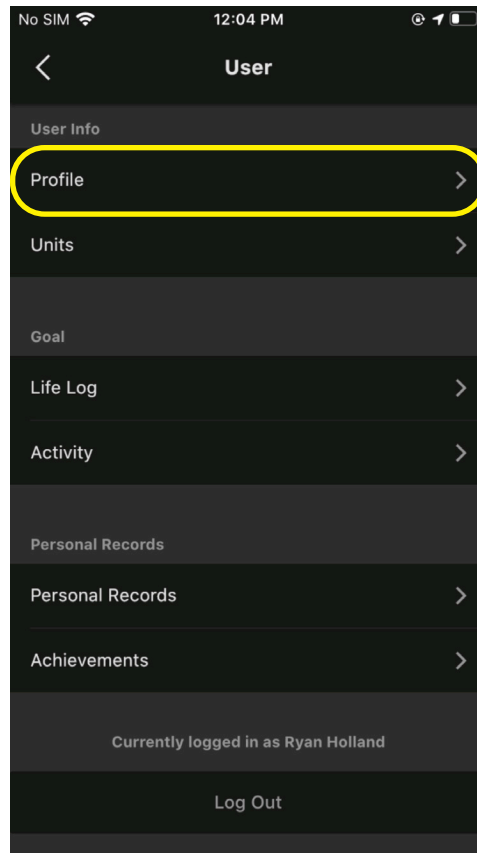 No SIM 12:04 PM
User
User Info
Profile
Units
Goal
Life Log
Activity
Personal Records
Personal Records
Achievements
Currently logged in as Ryan Holland
Log Out